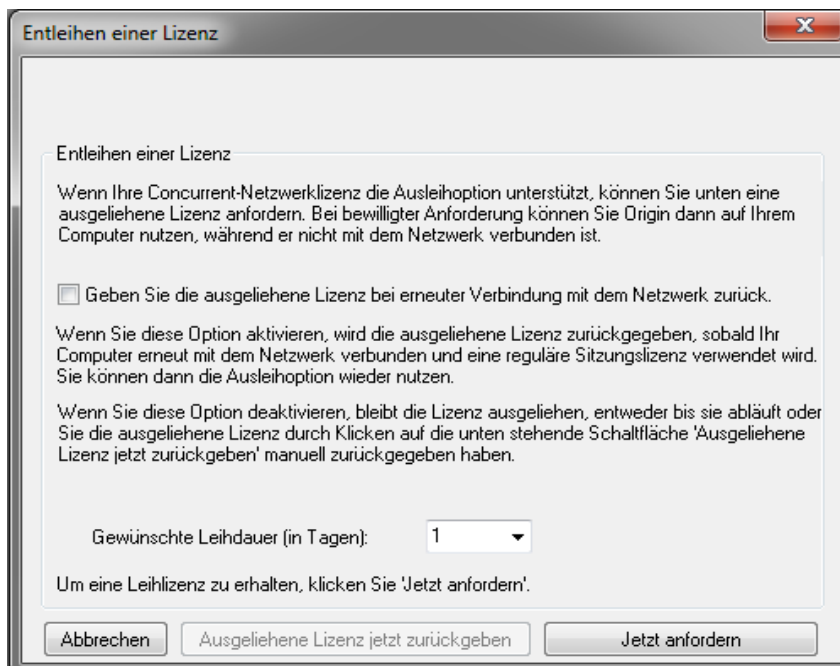 Entleihen einer Lizenz
Entleihen einer Lizenz
Wenn Ihre Concurrent-Netzwerklizenz die Ausleihoption unterstützt, können Sie unten eine
ausgeliehene Lizenz anfordern. Bei bewilligter Anforderung können Sie Origin dann auf Ihrem
Computer nutzen, während er nicht mit dem Netzwerk verbunden ist.
Geben Sie die ausgeliehene Lizenz bei erneuter Verbindung mit dem Netzwerk zurück.
Wenn Sie diese Option aktivieren, wird die ausgeliehene Lizenz zurückgegeben, sobald Ihr
Computer erneut mit dem Netzwerk verbunden und eine reguläre Sitzungslizenz verwendet wird.
Sie können dann die Ausleihoption wieder nutzen.
Wenn Sie diese Option deaktivieren, bleibt die Lizenz ausgeliehen, entweder bis sie abläuft oder
Sie die ausgeliehene Lizenz durch Klicken auf die unten stehende Schaltfläche 'Ausgeliehene
Lizenz jetzt zurückgeben' manuell zurückgegeben haben.
Gewünschte Leihdauer (in Tagen): 1
Um eine Leihlizenz zu erhalten, klicken Sie 'Jetzt anfordern'.
Abbrechen Ausgeliehene Lizenz jetzt zurückgeben Jetzt anfordern